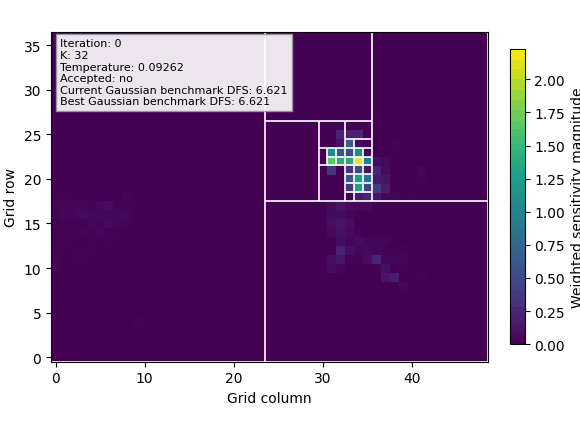 Iteration: 0
K: 32
Temperature: 0.09262
Accepted: no
Current Gaussian benchmark DFS: 6.621
Best Gaussian benchmark DFS: 6.621
35
30
25
20
15
10
5
0
Grid row
0
10
20
30
40
Grid column
2.00
1.75
1.50
1.25
1.00
0.75
0.50
0.25
0.00
Weighted sensitivity magnitude